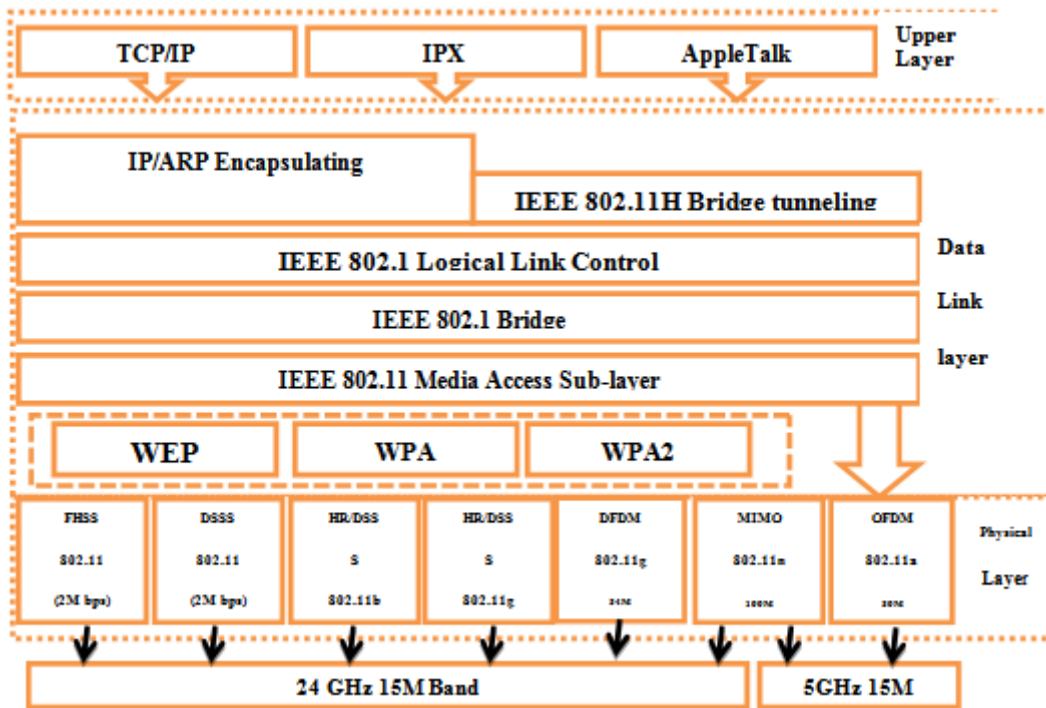 TCP/IP
IPX
AppleTalk
Upper
Layer
IP/ARP Encapsulating
IEEE 802.11H Bridge tunneling
IEEE 802.1 Logical Link Control
Data
IEEE 802.1 Bridge
Link
IEEE 802.11 Media Access Sub-layer
layer
WEP
WPA
WPA2
FHSS
802.11
(2M bps)
DSSS
802.11
(2M bps)
HR/DSS
S
802.11b
HR/DSS
S
802.11g
DFDM
802.11g
MIMO
802.11n
OFDM
802.11a
Physical
Layer
24 GHz 15M Band
5GHz 15M